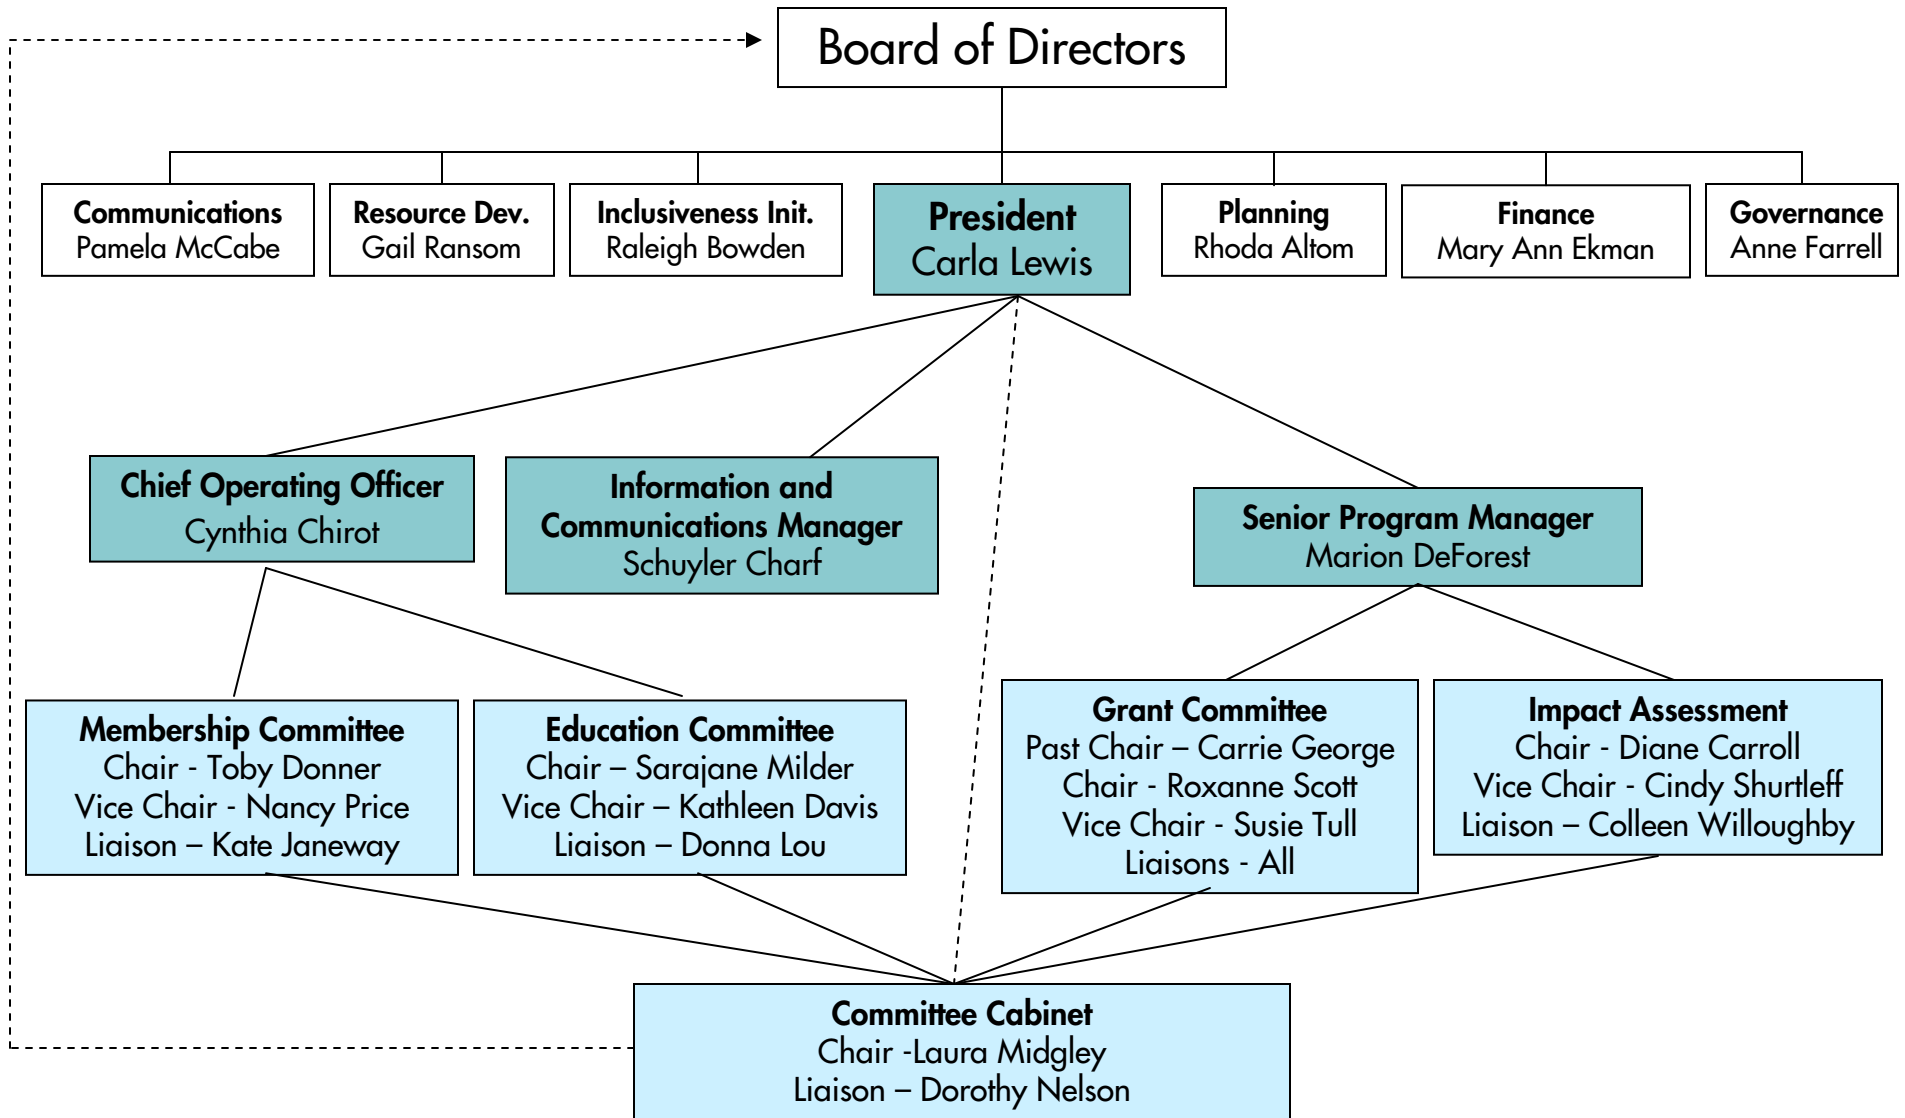 Board of Directors
Communications
Pamela McCabe
Resource Dev.
Gail Ransom
Inclusiveness Init.
Raleigh Bowden
President
Carla Lewis
Planning
Rhoda Altom
Finance
Mary Ann Ekman
Governance
Anne Farrell
Chief Operating Officer
Cynthia Chirot
Information and
Communications Manager
Schuyler Charf
Senior Program Manager
Marion DeForest
Membership Committee
Chair - Toby Donner
Vice Chair - Nancy Price
Liaison – Kate Janeway
Education Committee
Chair – Sarajane Milder
Vice Chair – Kathleen Davis
Liaison – Donna Lou
Grant Committee
Past Chair – Carrie George
Chair - Roxanne Scott
Vice Chair - Susie Tull
Liaisons - All
Impact Assessment
Chair - Diane Carroll
Vice Chair - Cindy Shurtleff
Liaison – Colleen Willoughby
Committee Cabinet
Chair -Laura Midgley
Liaison – Dorothy Nelson